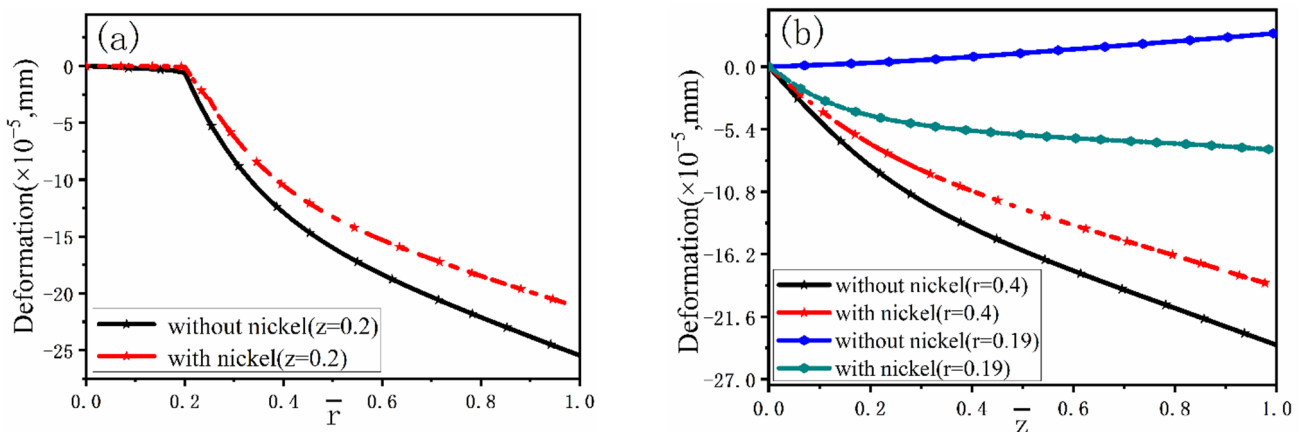 (a)
Deformation(×10⁻⁵,mm)
0
-5
-10
-15
-20
-25
without nickel(z=0.2)
with nickel(z=0.2)
0.0
0.2
0.4
0.6
0.8
1.0
r̅
(b)
Deformation(×10⁻⁵,mm)
0.0
-5.4
-10.8
-16.2
-21.6
-27.0
without nickel(r=0.4)
with nickel(r=0.4)
without nickel(r=0.19)
with nickel(r=0.19)
0.0
0.2
0.4
0.6
0.8
1.0
z̅